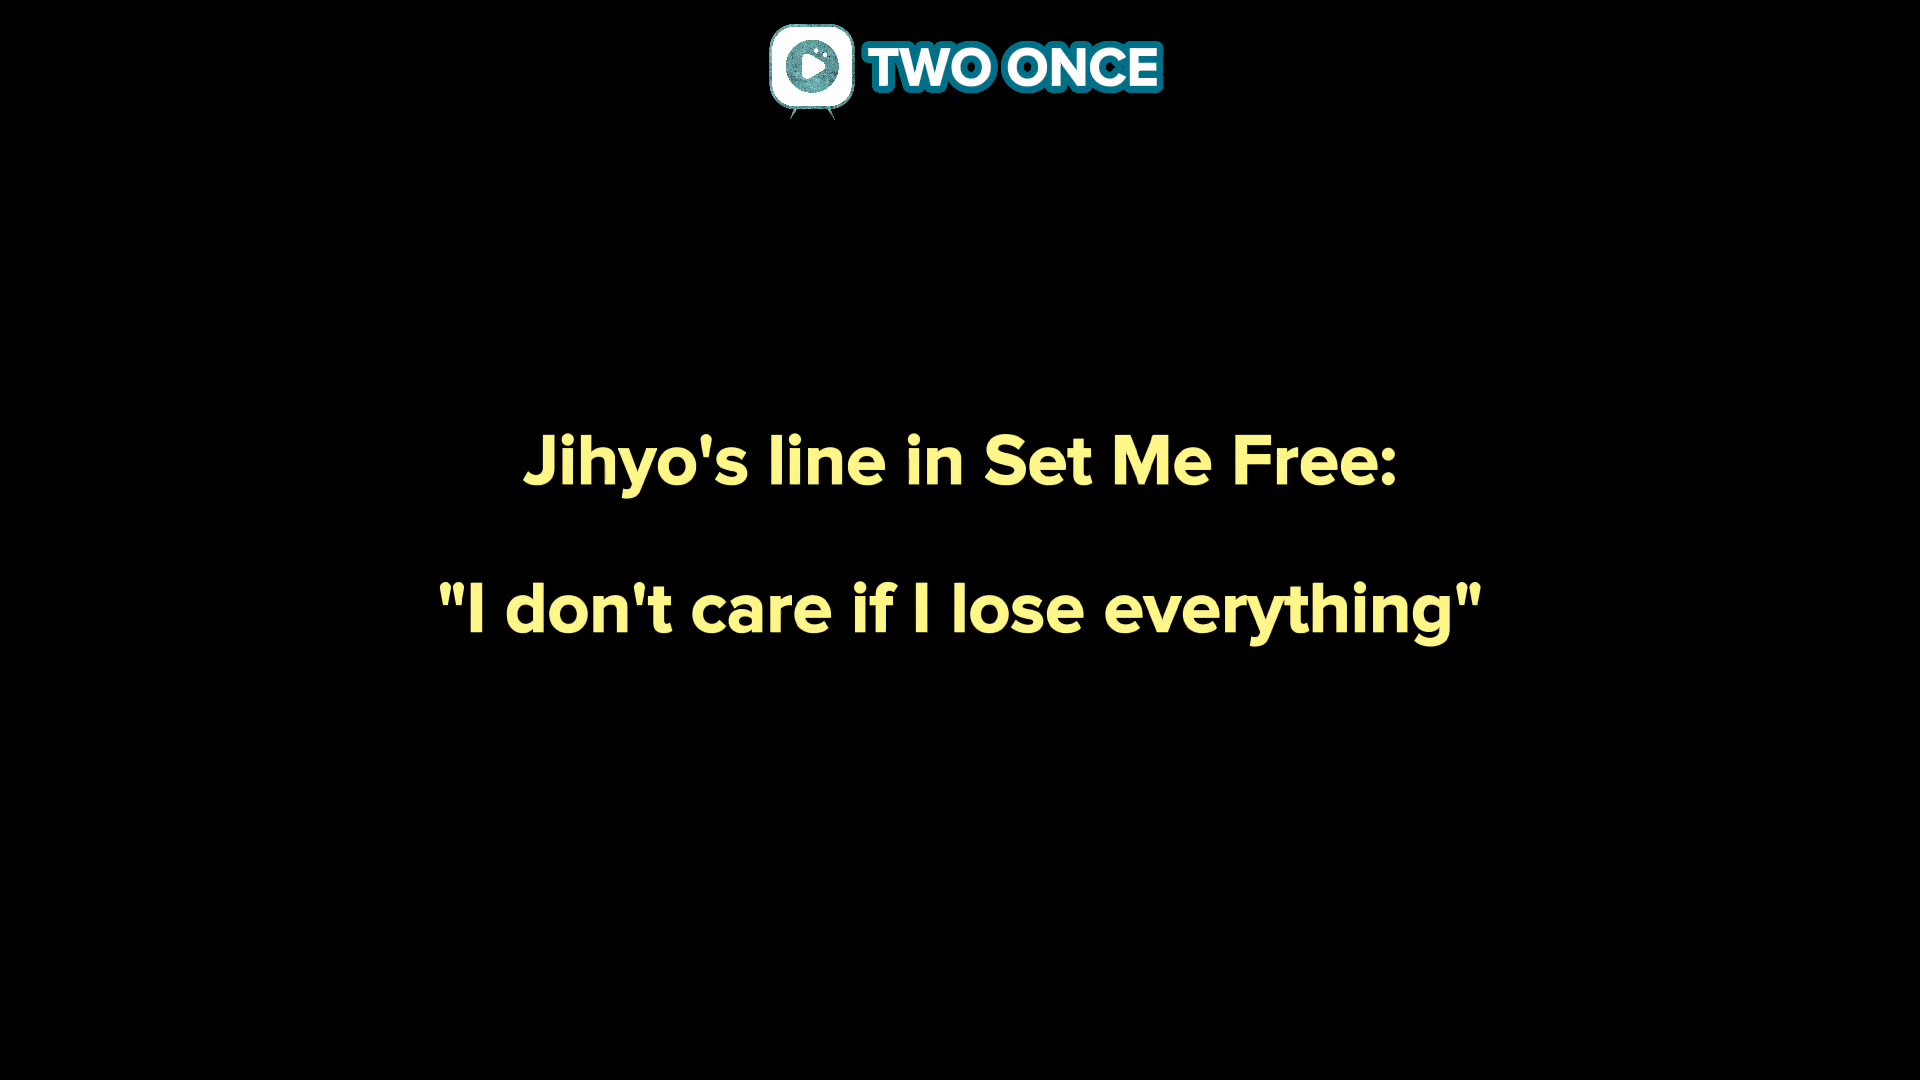 TWO ONCE
Jihyo's line in Set Me Free:
"I don't care if I lose everything"